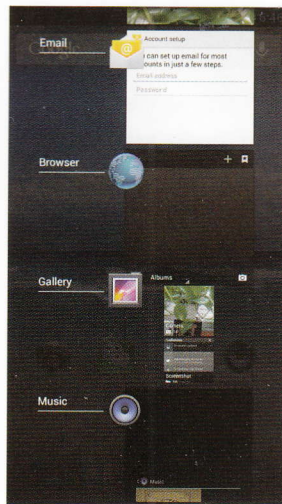 Email
Account setup
You can set up email for most
accounts in just a few steps.
Email address
Password
Browser
Gallery
Albums
Camera
Screenshot
Music
Music